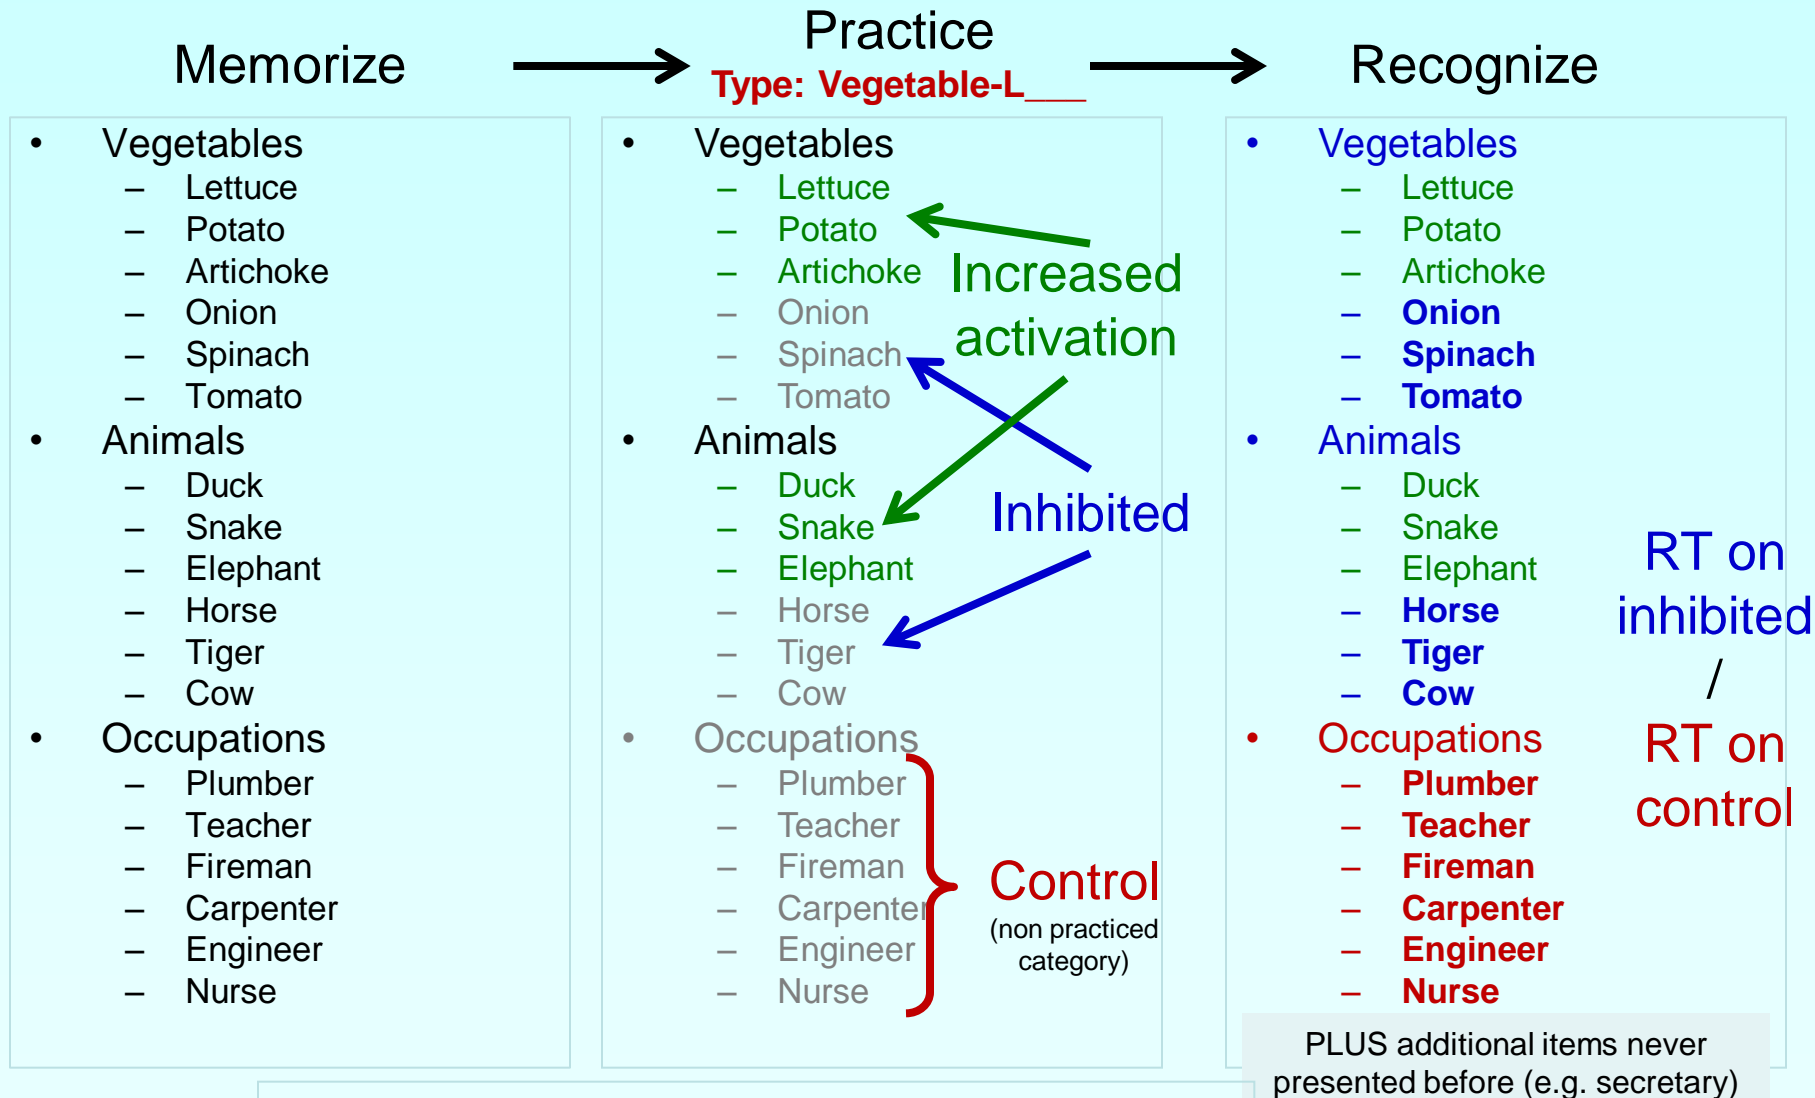 Memorize
Practice
Type: Vegetable-L___
Recognize
• Vegetables
– Lettuce
– Potato
– Artichoke
– Onion
– Spinach
– Tomato
• Animals
– Duck
– Snake
– Elephant
– Horse
– Tiger
– Cow
• Occupations
– Plumber
– Teacher
– Fireman
– Carpenter
– Engineer
– Nurse
• Vegetables
– Lettuce
– Potato
– Artichoke
– Onion
– Spinach
– Tomato
• Animals
– Duck
– Snake
– Elephant
– Horse
– Tiger
– Cow
• Occupations
– Plumber
– Teacher
– Fireman
– Carpenter
– Engineer
– Nurse
Increased
activation
Inhibited
Control
(non practiced
category)
• Vegetables
– Lettuce
– Potato
– Artichoke
– Onion
– Spinach
– Tomato
• Animals
– Duck
– Snake
– Elephant
– Horse
– Tiger
– Cow
• Occupations
– Plumber
– Teacher
– Fireman
– Carpenter
– Engineer
– Nurse
RT on
inhibited
/
RT on
control
PLUS additional items never
presented before (e.g. secretary)